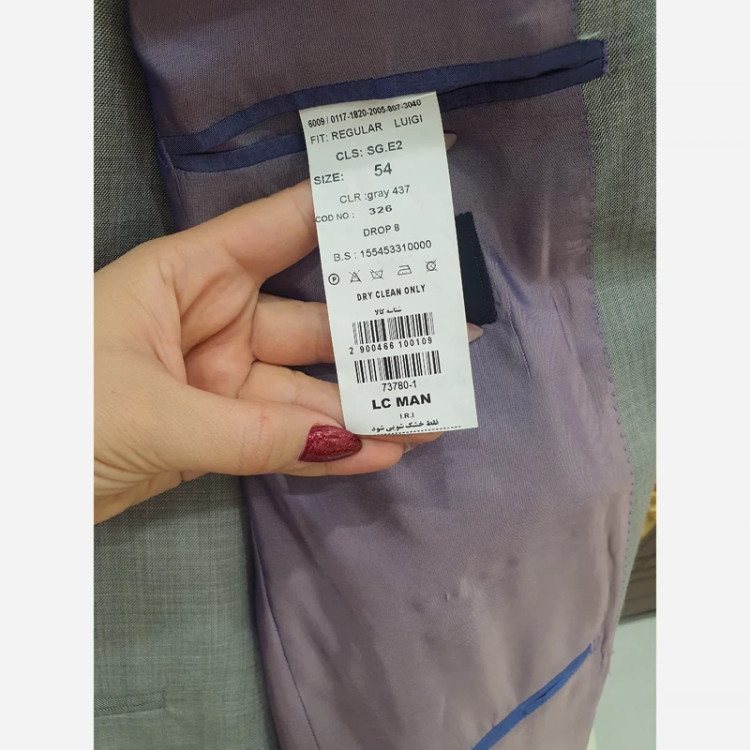 6009 / 0117-1820-2005-807-3040
FIT: REGULAR LUIGI
CLS: SG.E2
SIZE: 54
CLR :gray 437
COD NO : 326
DROP 8
B.S : 155453310000
P
DRY CLEAN ONLY
شناسه کالا
2 900466 100109
73780-1
LC MAN
I.R.I
فقط خشک شویی شود